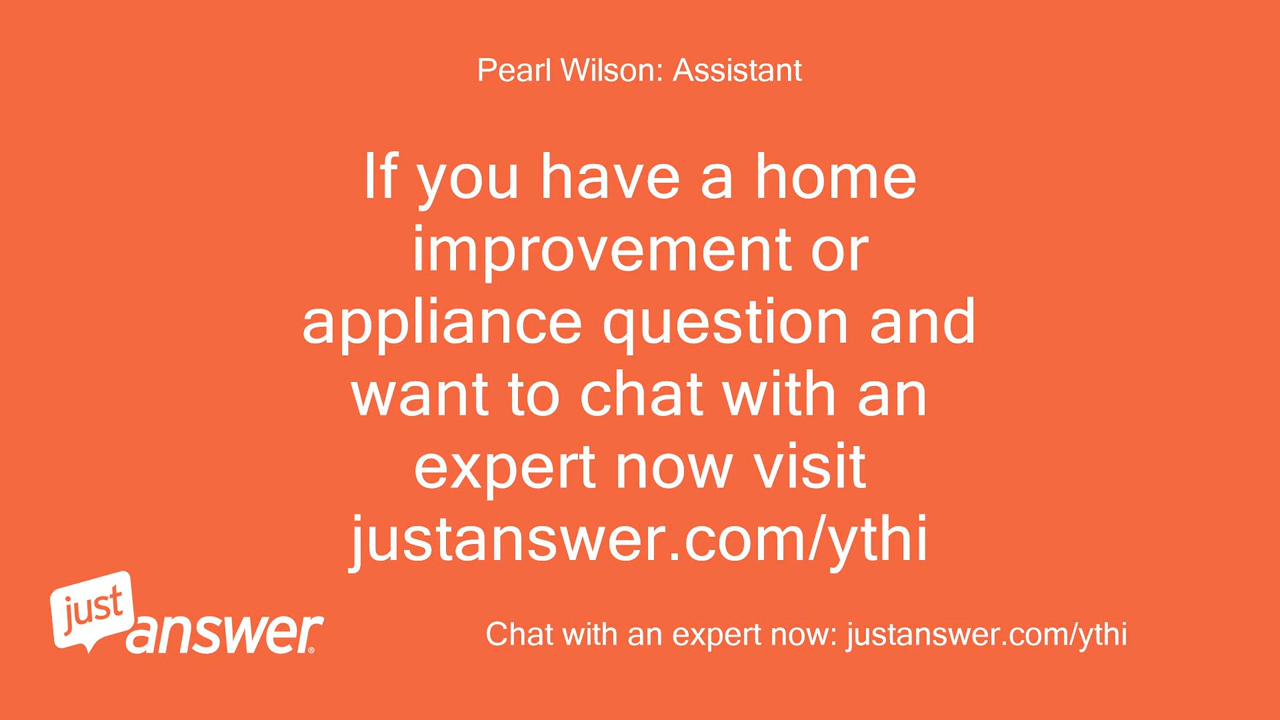 Pearl Wilson: Assistant
If you have a home
improvement or
appliance question and
want to chat with an
expert now visit
justanswer.com/ythi
just
answer®
Chat with an expert now: justanswer.com/ythi